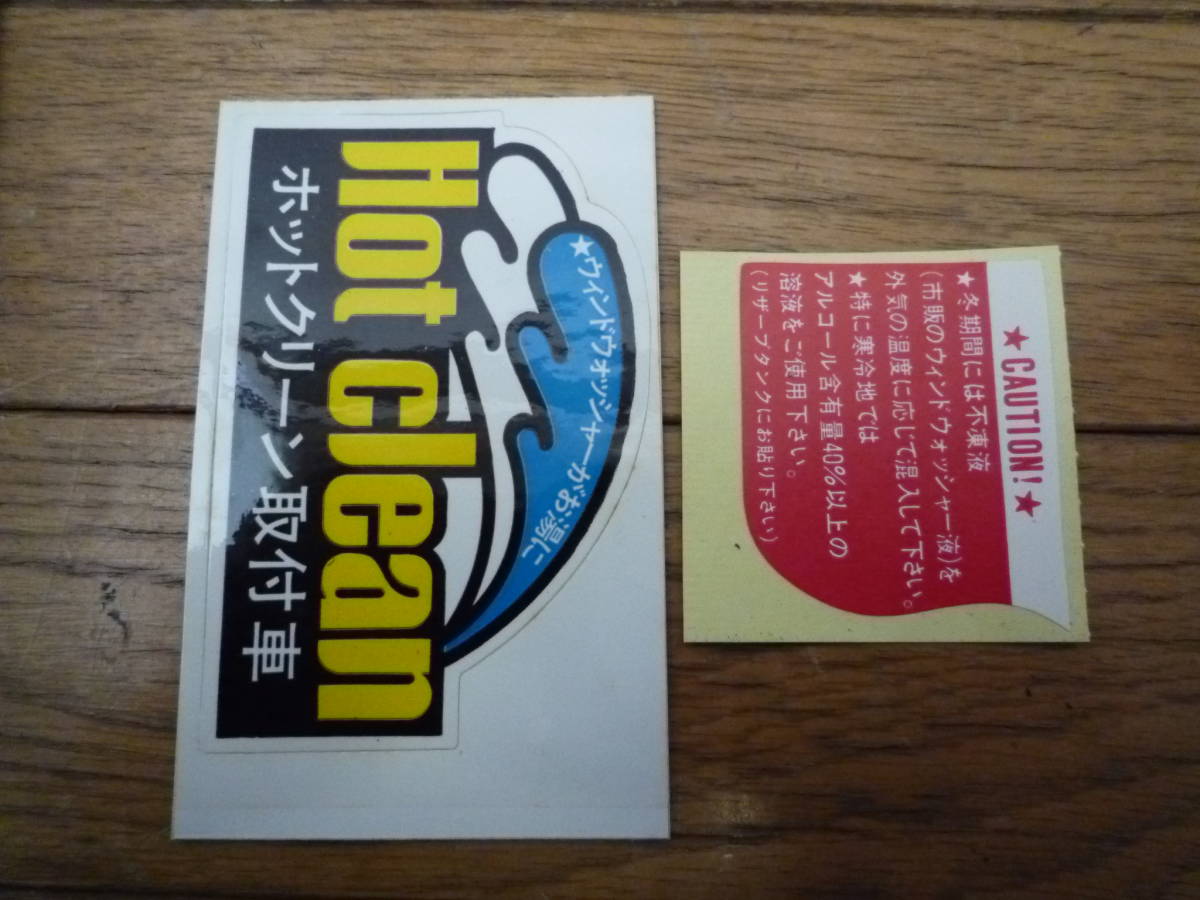 ★ウィンドウォッシャーがお湯に
Hot clean
ホットクリーン取付車
★ CAUTION! ★
★冬期間には不凍液
(市販のウィンドウォッシャー液)を
外気の温度に応じて混入して下さい。
★特に寒冷地では
アルコール含有量40%以上の
溶液をご使用下さい。
(リザーブタンクにお貼り下さい)